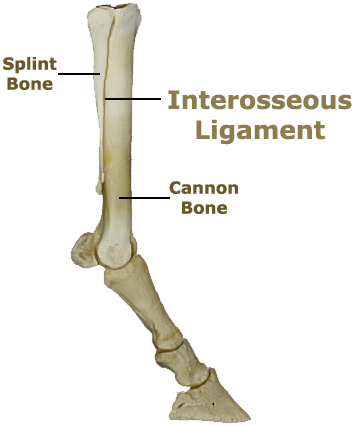 Splint
Bone
Interosseous
Ligament
Cannon
Bone